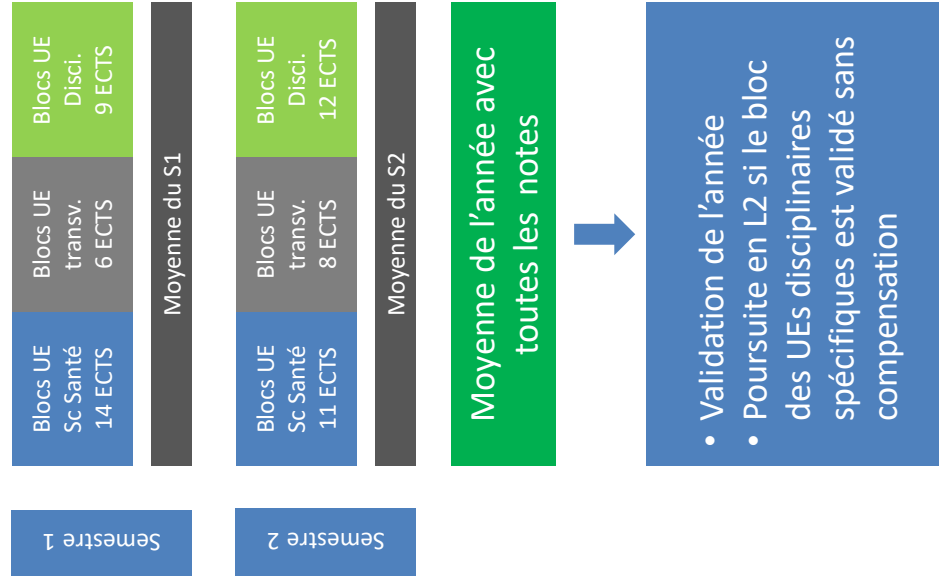 Semestre 1
Blocs UE
Sc Santé
14 ECTS
Blocs UE
transv.
6 ECTS
Blocs UE
Disci.
9 ECTS
Moyenne du S1
Semestre 2
Blocs UE
Sc Santé
11 ECTS
Blocs UE
transv.
8 ECTS
Blocs UE
Disci.
12 ECTS
Moyenne du S2
Moyenne de l’année avec
toutes les notes
• Validation de l’année
• Poursuite en L2 si le bloc
des UEs disciplinaires
spécifiques est validé sans
compensation